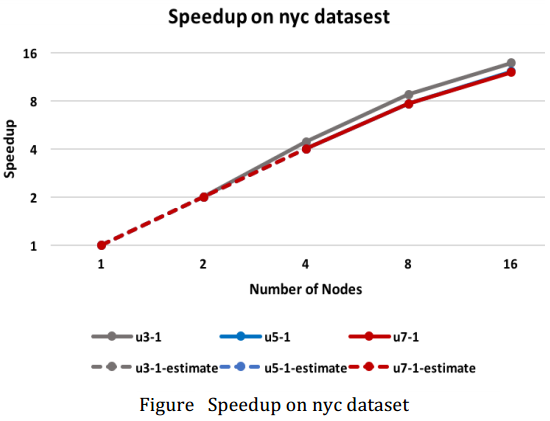 Speedup on nyc datasest
16
8
4
2
1
Speedup
1 2 4 8 16
Number of Nodes
u3-1 u5-1 u7-1
u3-1-estimate u5-1-estimate u7-1-estimate
Figure Speedup on nyc dataset